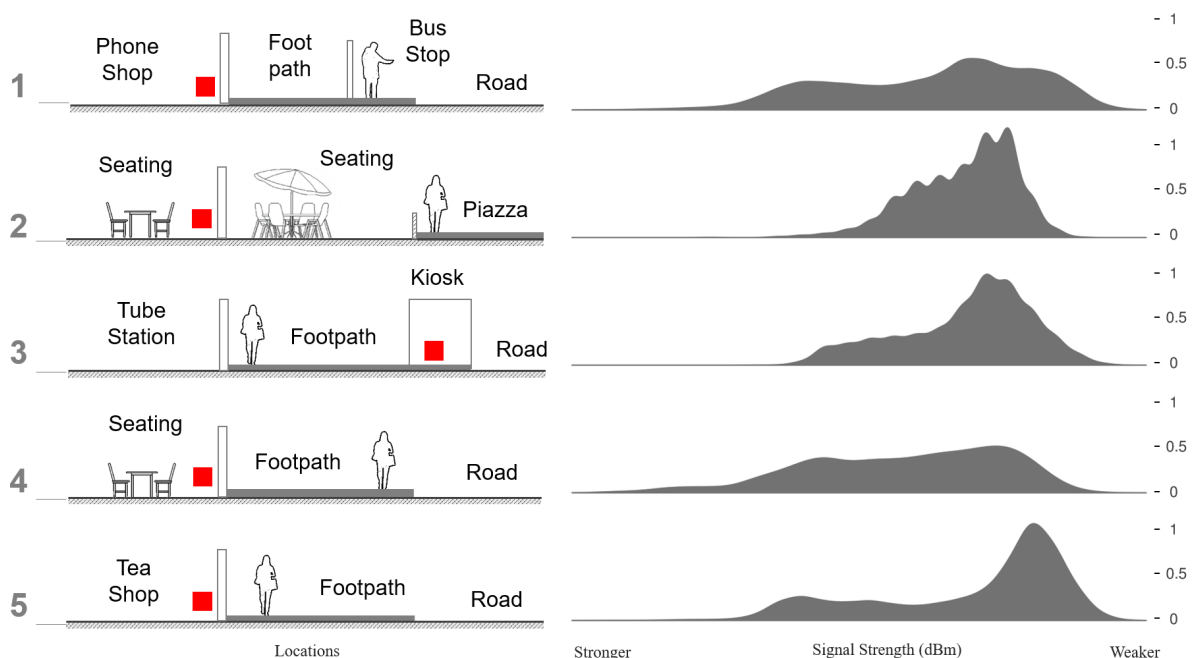 1
Phone
Shop
Foot
path
Bus
Stop
Road
1
0.5
0
2
Seating
Seating
Piazza
1
0.5
0
3
Tube
Station
Footpath
Kiosk
Road
1
0.5
0
4
Seating
Footpath
Road
1
0.5
0
5
Tea
Shop
Footpath
Road
1
0.5
0
Locations
Stronger
Signal Strength (dBm)
Weaker